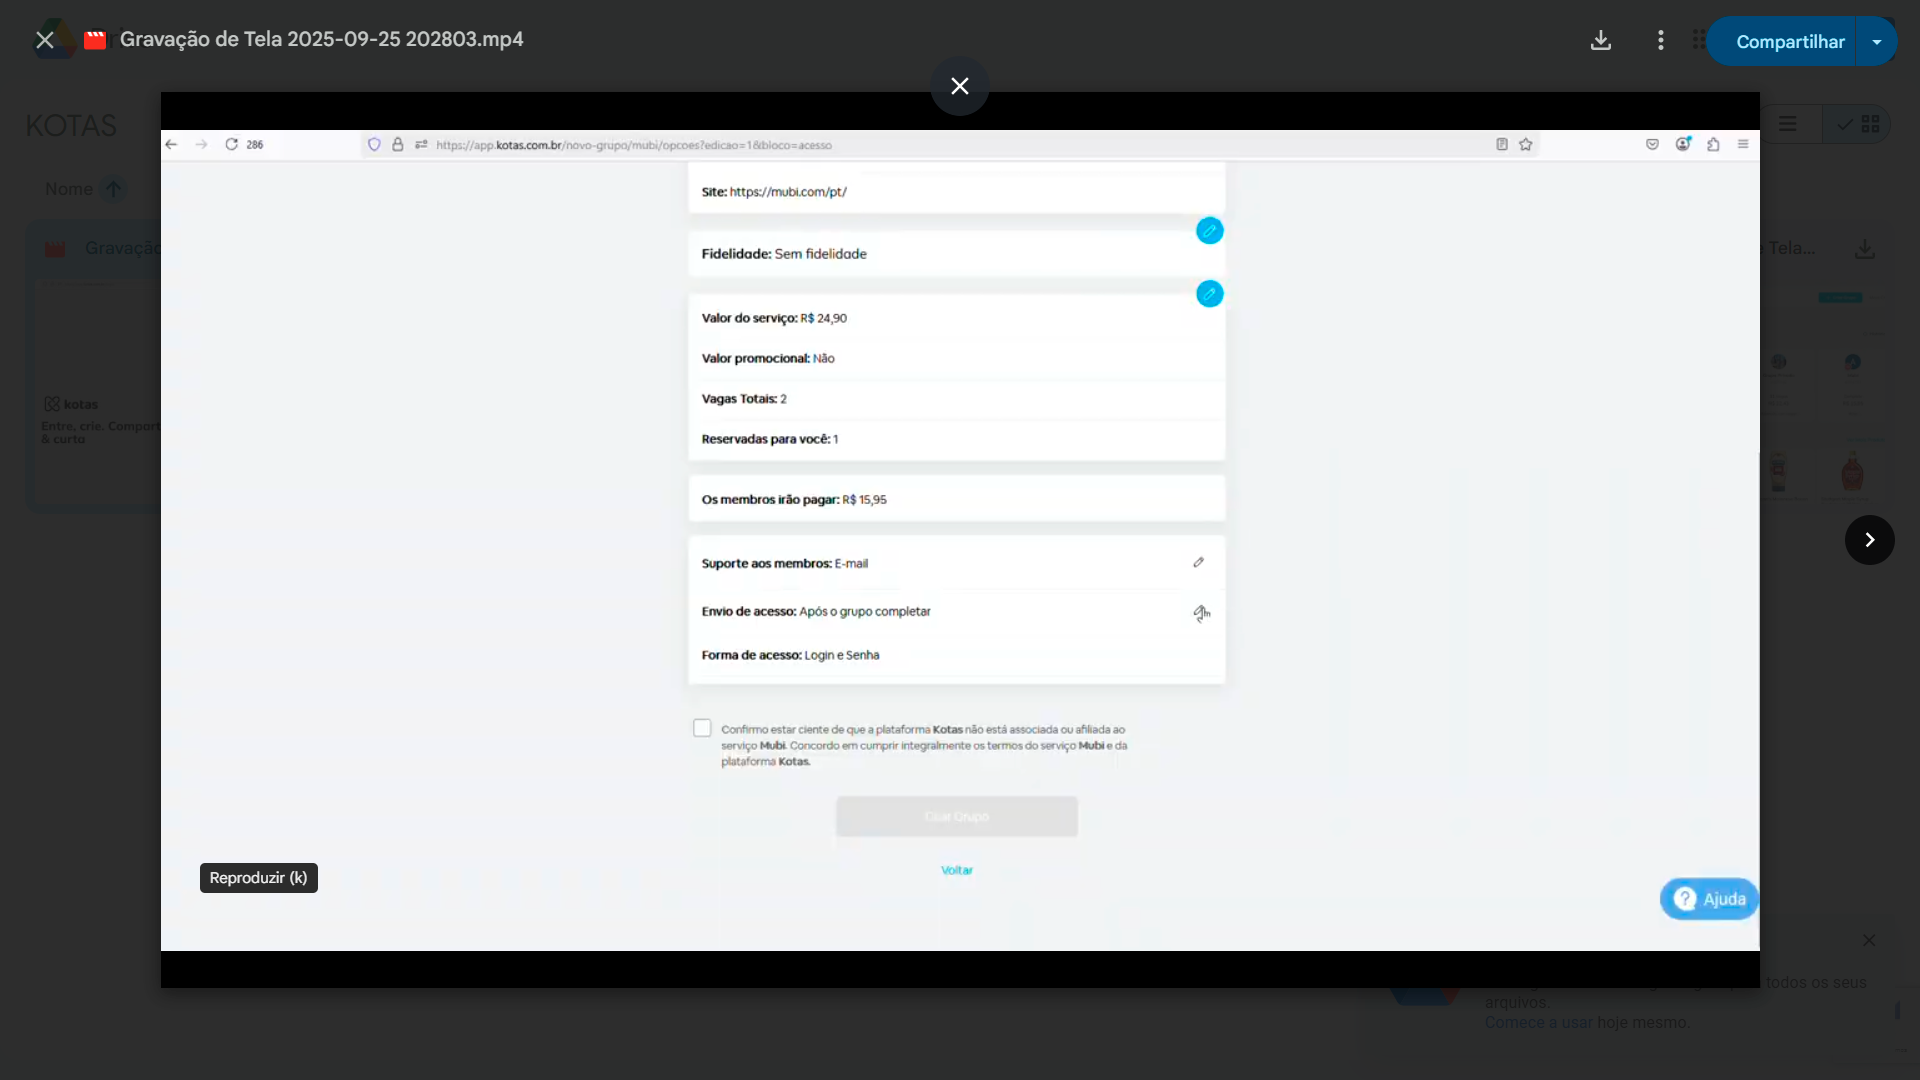 Gravação de Tela 2025-09-25 202803.mp4
Compartilhar
KOTAS
Nome
Gravação
Tela...
kotas
Entre, crie. Compart
& curta
286
https://app.kotas.com.br/novo-grupo/mubi/opcoes?edicao=1&bloco=acesso
Site: https://mubi.com/pt/
Fidelidade: Sem fidelidade
Valor do serviço: R$ 24,90
Valor promocional: Não
Vagas Totais: 2
Reservadas para você: 1
Os membros irão pagar: R$ 15,95
Suporte aos membros: E-mail
Envio de acesso: Após o grupo completar
Forma de acesso: Login e Senha
Confirmo estar ciente de que a plataforma Kotas não está associada ou afiliada ao
serviço Mubi. Concordo em cumprir integralmente os termos do serviço Mubi e da
plataforma Kotas.
Criar Grupo
Voltar
Reproduzir (k)
Ajuda
todos os seus
arquivos.
Comece a usar hoje mesmo.